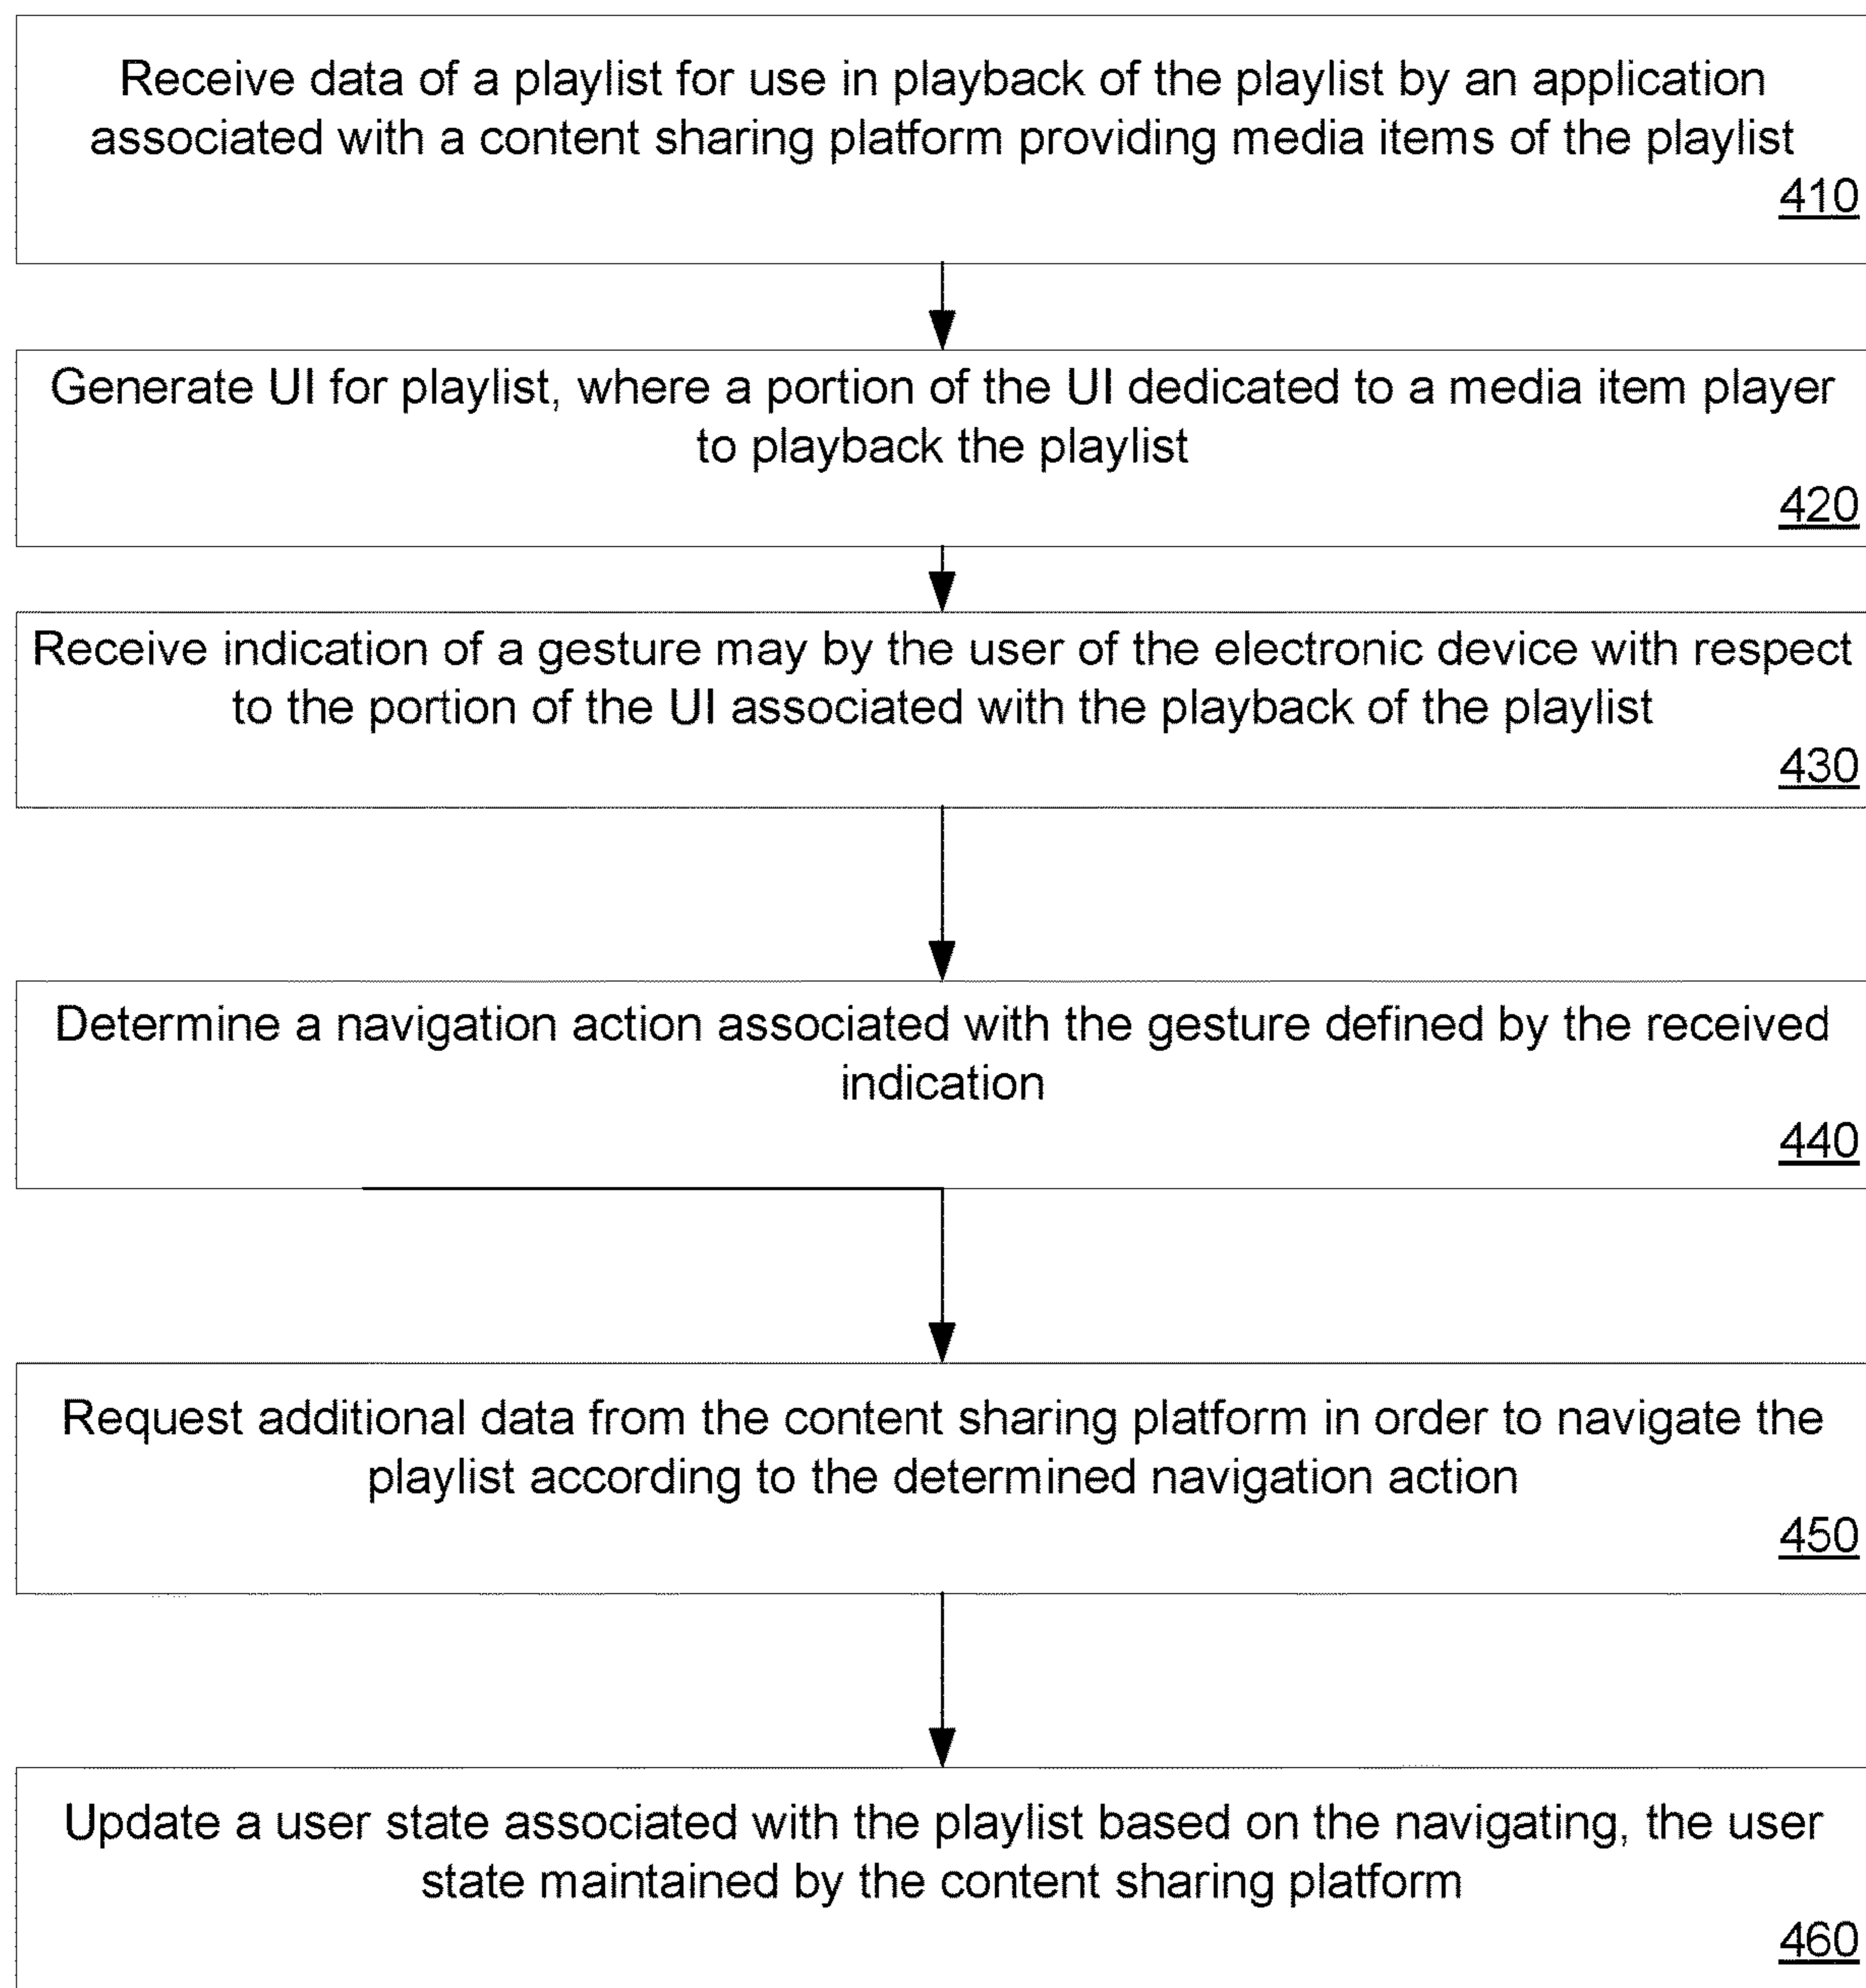 Receive data of a playlist for use in playback of the playlist by an application
associated with a content sharing platform providing media items of the playlist
410
Generate UI for playlist, where a portion of the UI dedicated to a media item player
to playback the playlist
420
Receive indication of a gesture may by the user of the electronic device with respect
to the portion of the UI associated with the playback of the playlist
430
Determine a navigation action associated with the gesture defined by the received
indication
440
Request additional data from the content sharing platform in order to navigate the
playlist according to the determined navigation action
450
Update a user state associated with the playlist based on the navigating, the user
state maintained by the content sharing platform
460